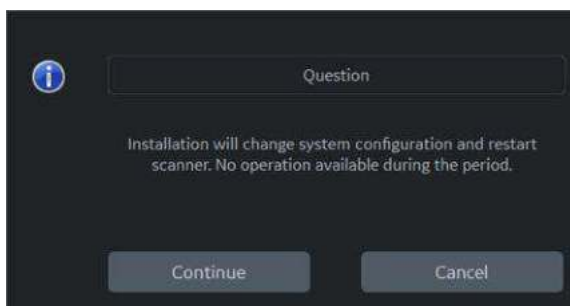 Question
Installation will change system configuration and restart
scanner. No operation available during the period.
Continue
Cancel